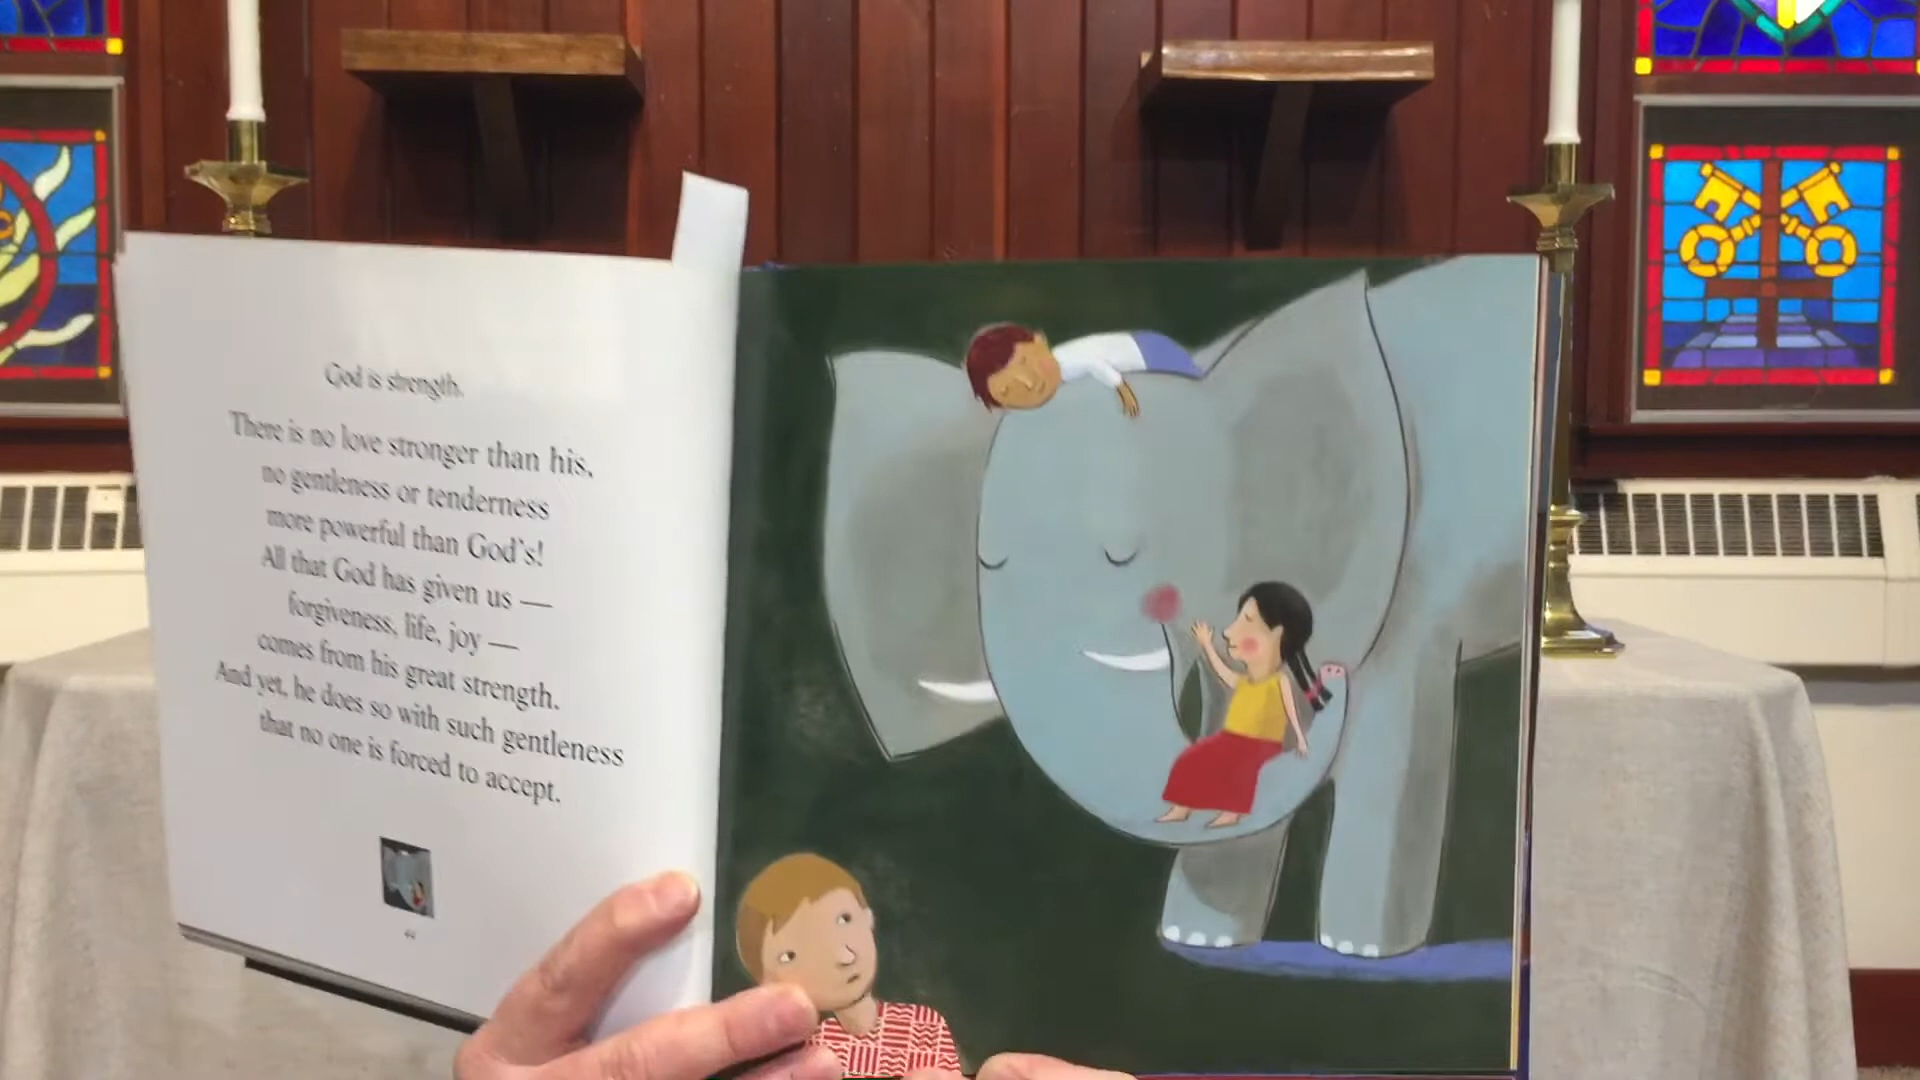 God is strength.
There is no love stronger than his,
no gentleness or tenderness
more powerful than God's!
All that God has given us —
forgiveness, life, joy —
comes from his great strength.
And yet, he does so with such gentleness
that no one is forced to accept.
44